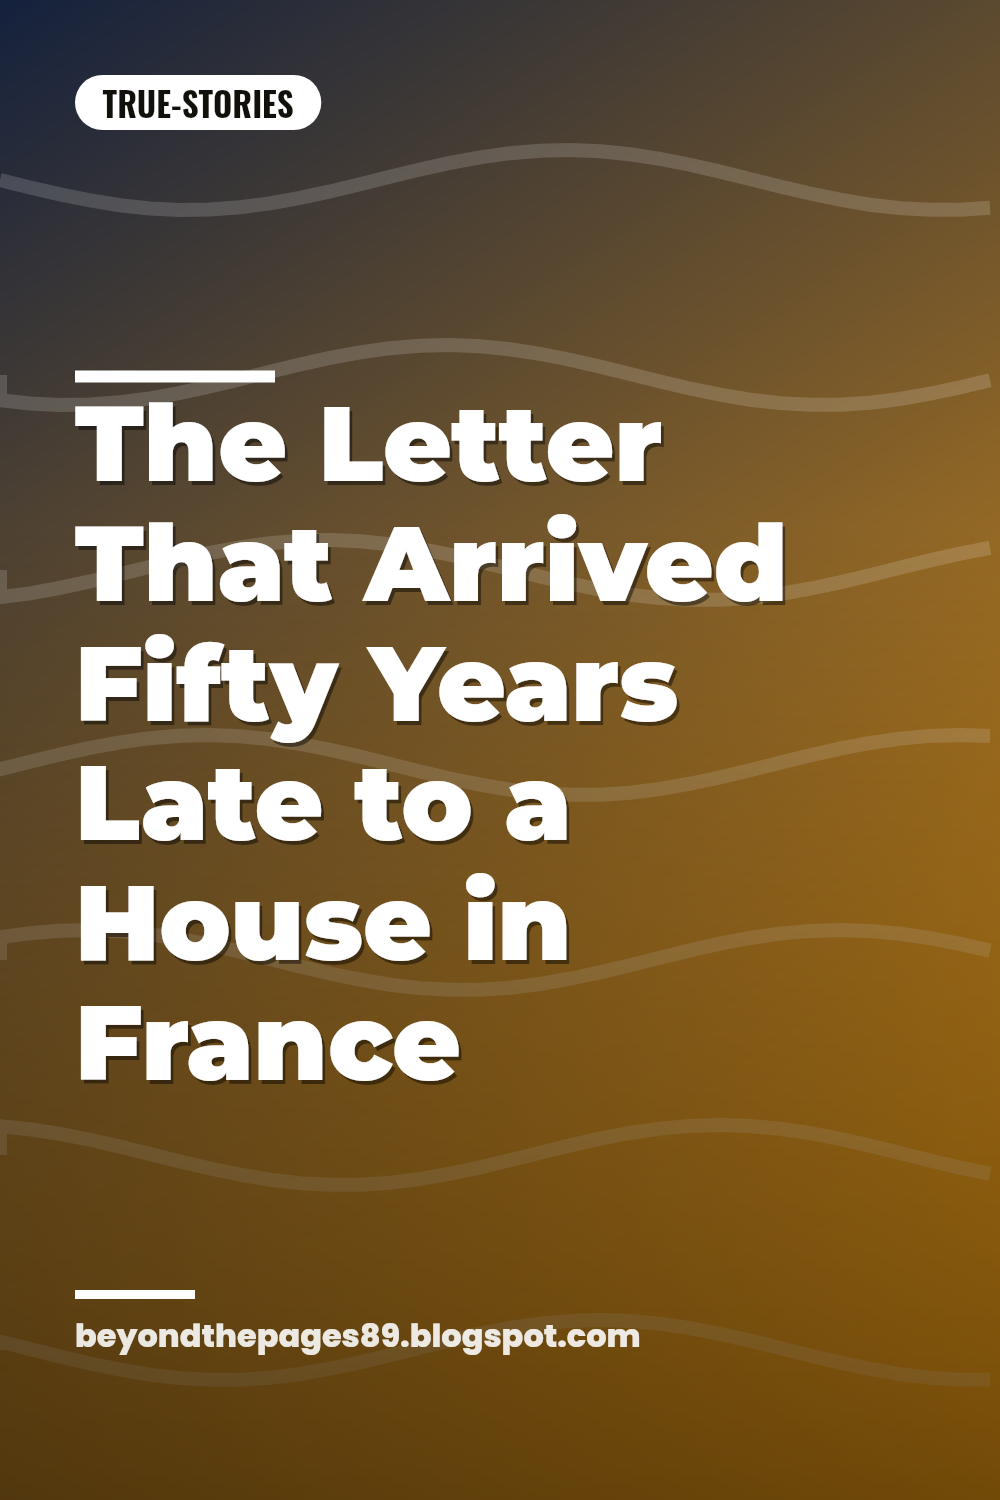 TRUE-STORIES
The Letter
That Arrived
Fifty Years
Late to a
House in
France
beyondthepages89.blogspot.com